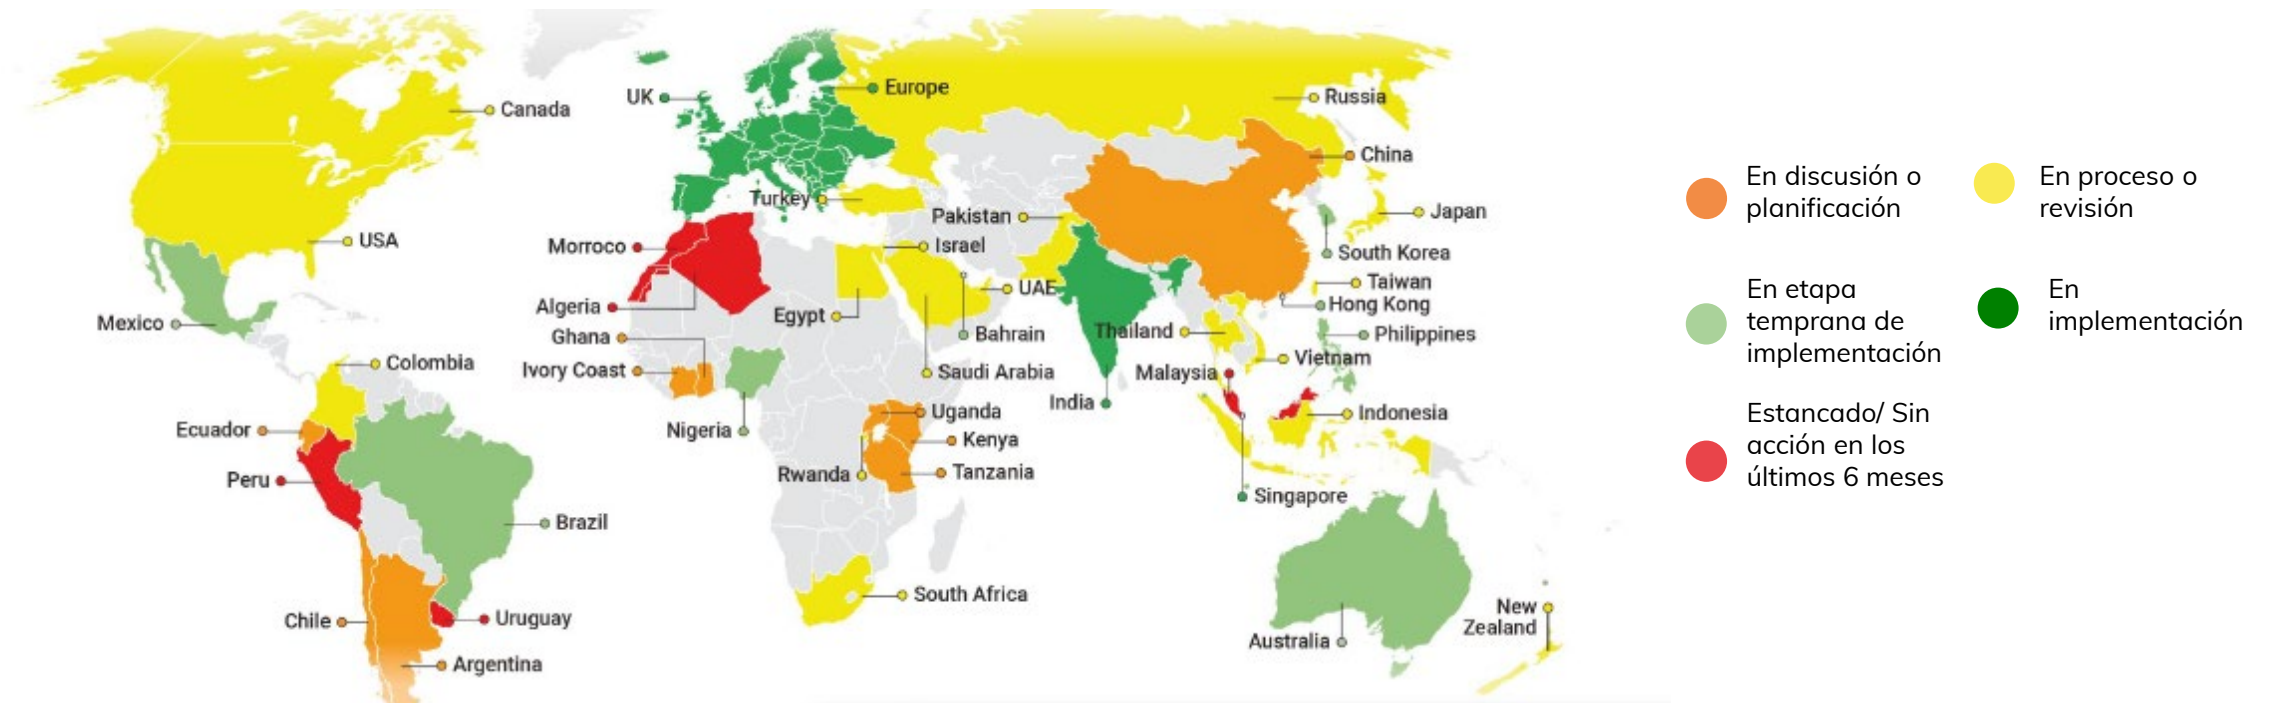 Canada
USA
Mexico
Colombia
Ecuador
Peru
Brazil
Chile
Uruguay
Argentina
UK
Europe
Turkey
Morroco
Algeria
Ghana
Ivory Coast
Nigeria
Egypt
Rwanda
Uganda
Kenya
Tanzania
South Africa
Russia
China
Pakistan
Israel
UAE
Bahrain
Saudi Arabia
India
Japan
South Korea
Taiwan
Hong Kong
Philippines
Thailand
Vietnam
Malaysia
Indonesia
Singapore
Australia
New
Zealand
En discusión o
planificación
En proceso o
revisión
En etapa
temprana de
implementación
En
implementación
Estancado/ Sin
acción en los
últimos 6 meses